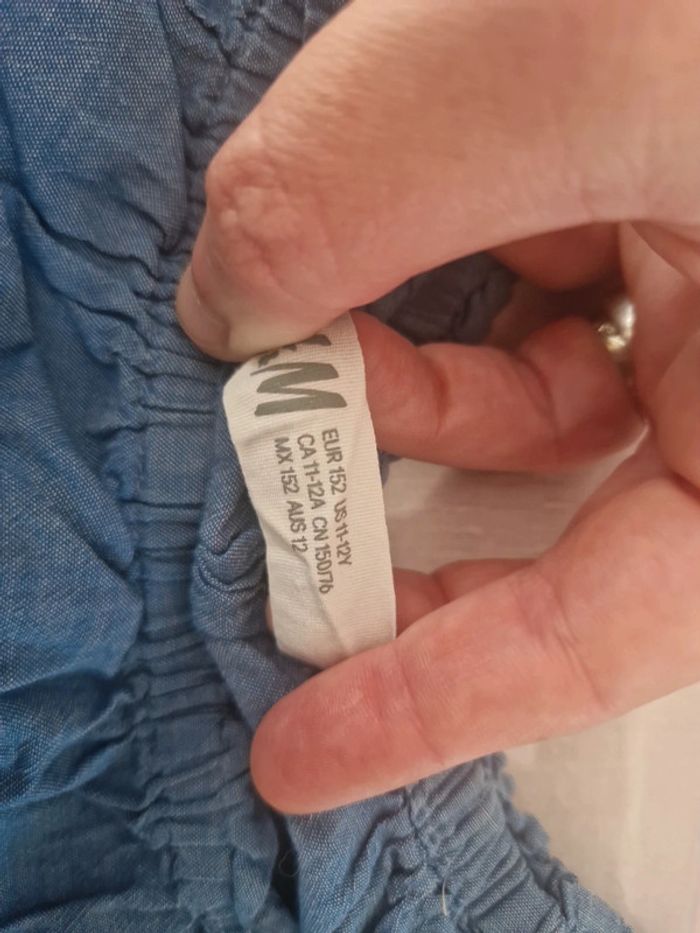 &M
EUR 152 US 11-12Y
CA 11-12A CN 150/76
MX 152 AUS 12